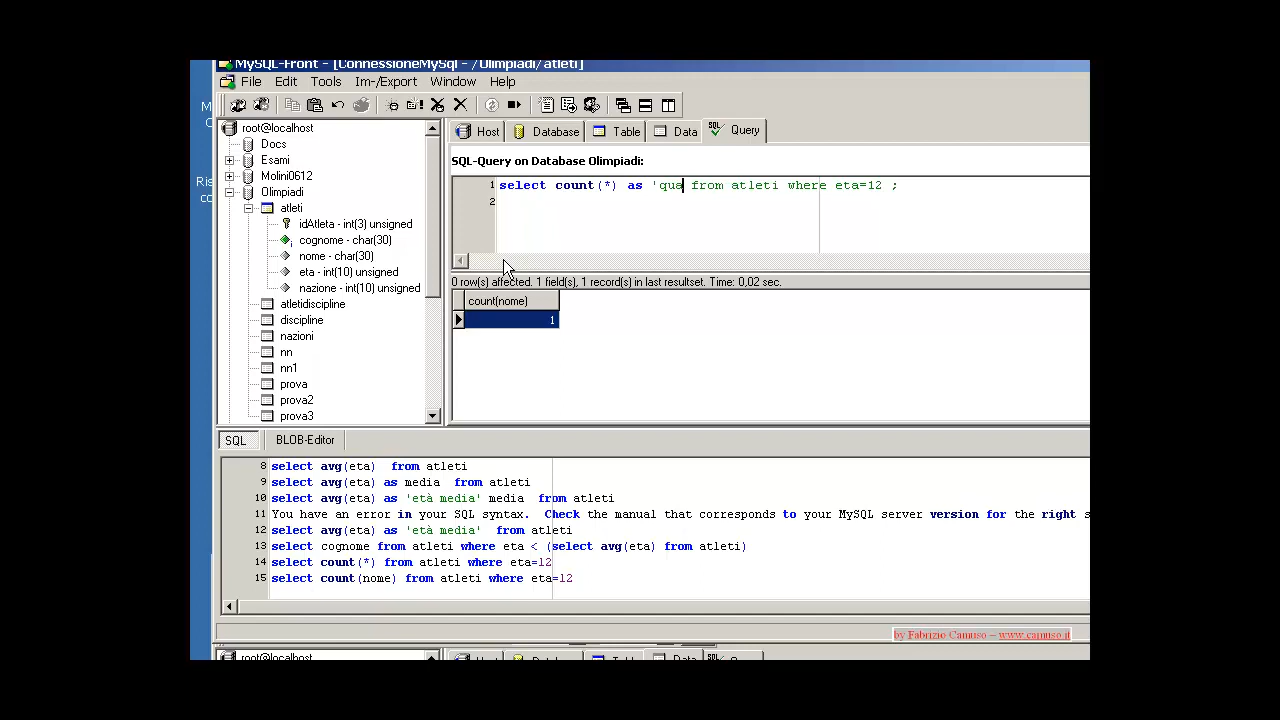 MySQL-Front - [ConnessioneMySql - /Olimpiadi/atleti]
File Edit Tools Im-/Export Window Help
root@localhost
Docs
Esami
Molini0612
Olimpiadi
atleti
idAtleta - int(3) unsigned
cognome - char(30)
nome - char(30)
eta - int(10) unsigned
nazione - int(10) unsigned
atletidiscipline
discipline
nazioni
nn
nn1
prova
prova2
prova3
Host Database Table Data Query
SQL-Query on Database Olimpiadi:
1 select count(*) as 'qua from atleti where eta=12 ;
2
0 row(s) affected. 1 field(s), 1 record(s) in last resultset. Time: 0,02 sec.
count(nome)
1
SQL BLOB-Editor
8 select avg(eta) from atleti
9 select avg(eta) as media from atleti
10 select avg(eta) as 'età media' media from atleti
11 You have an error in your SQL syntax. Check the manual that corresponds to your MySQL server version for the right s
12 select avg(eta) as 'età media' from atleti
13 select cognome from atleti where eta < (select avg(eta) from atleti)
14 select count(*) from atleti where eta=12
15 select count(nome) from atleti where eta=12
by Fabrizio Camuso – www.camuso.it
root@localhost